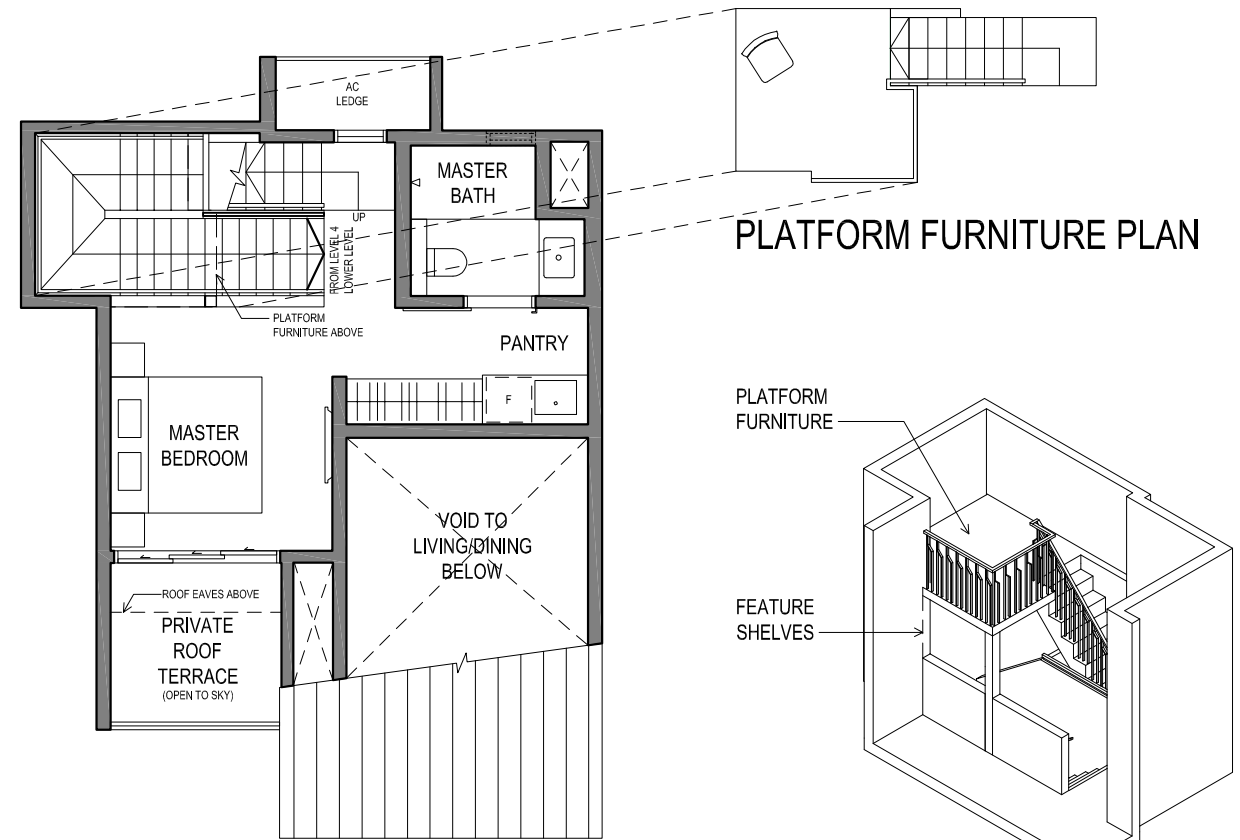 AC
LEDGE
MASTER
BATH
UP
FROM LEVEL 4
LOWER LEVEL
PLATFORM
FURNITURE ABOVE
PANTRY
F
MASTER
BEDROOM
VOID TO
LIVING/DINING
BELOW
ROOF EAVES ABOVE
PRIVATE
ROOF
TERRACE
(OPEN TO SKY)
PLATFORM FURNITURE PLAN
PLATFORM
FURNITURE
FEATURE
SHELVES